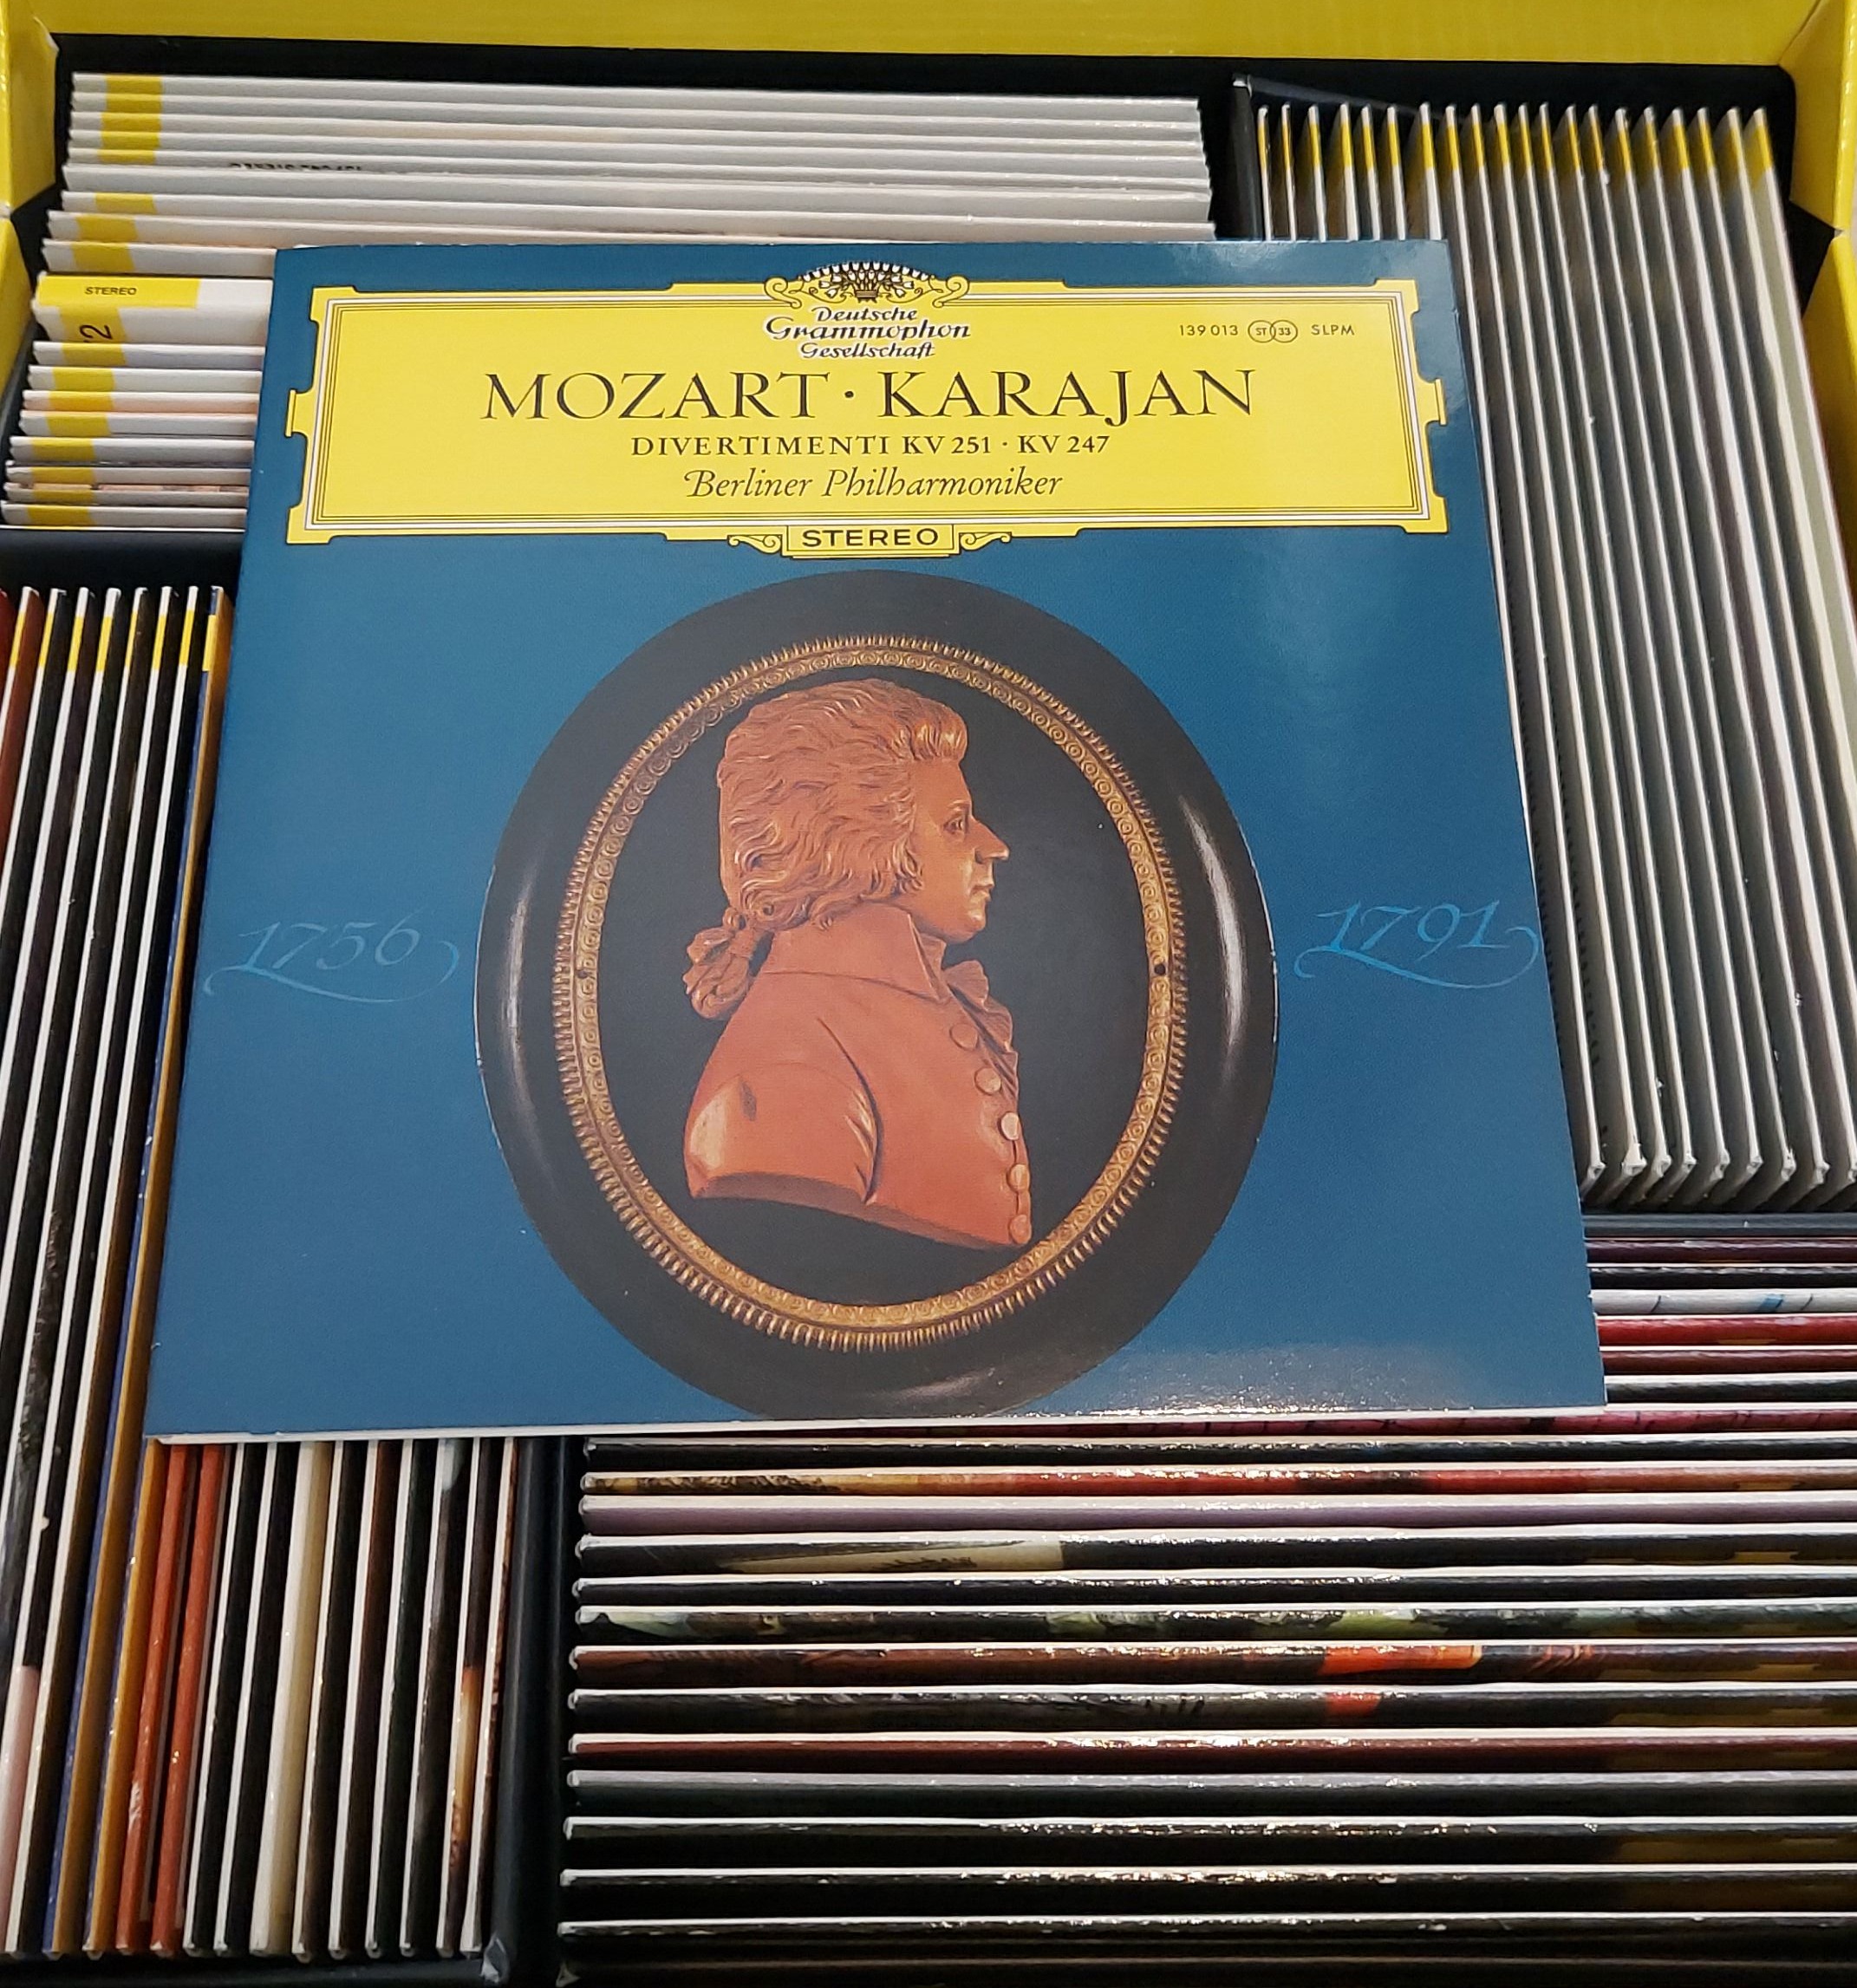 STEREO
2
Deutsche
Grammophon
Gesellschaft
139 013 ST 33 SLPM
MOZART · KARAJAN
DIVERTIMENTI KV 251 · KV 247
Berliner Philharmoniker
STEREO
1756
1791